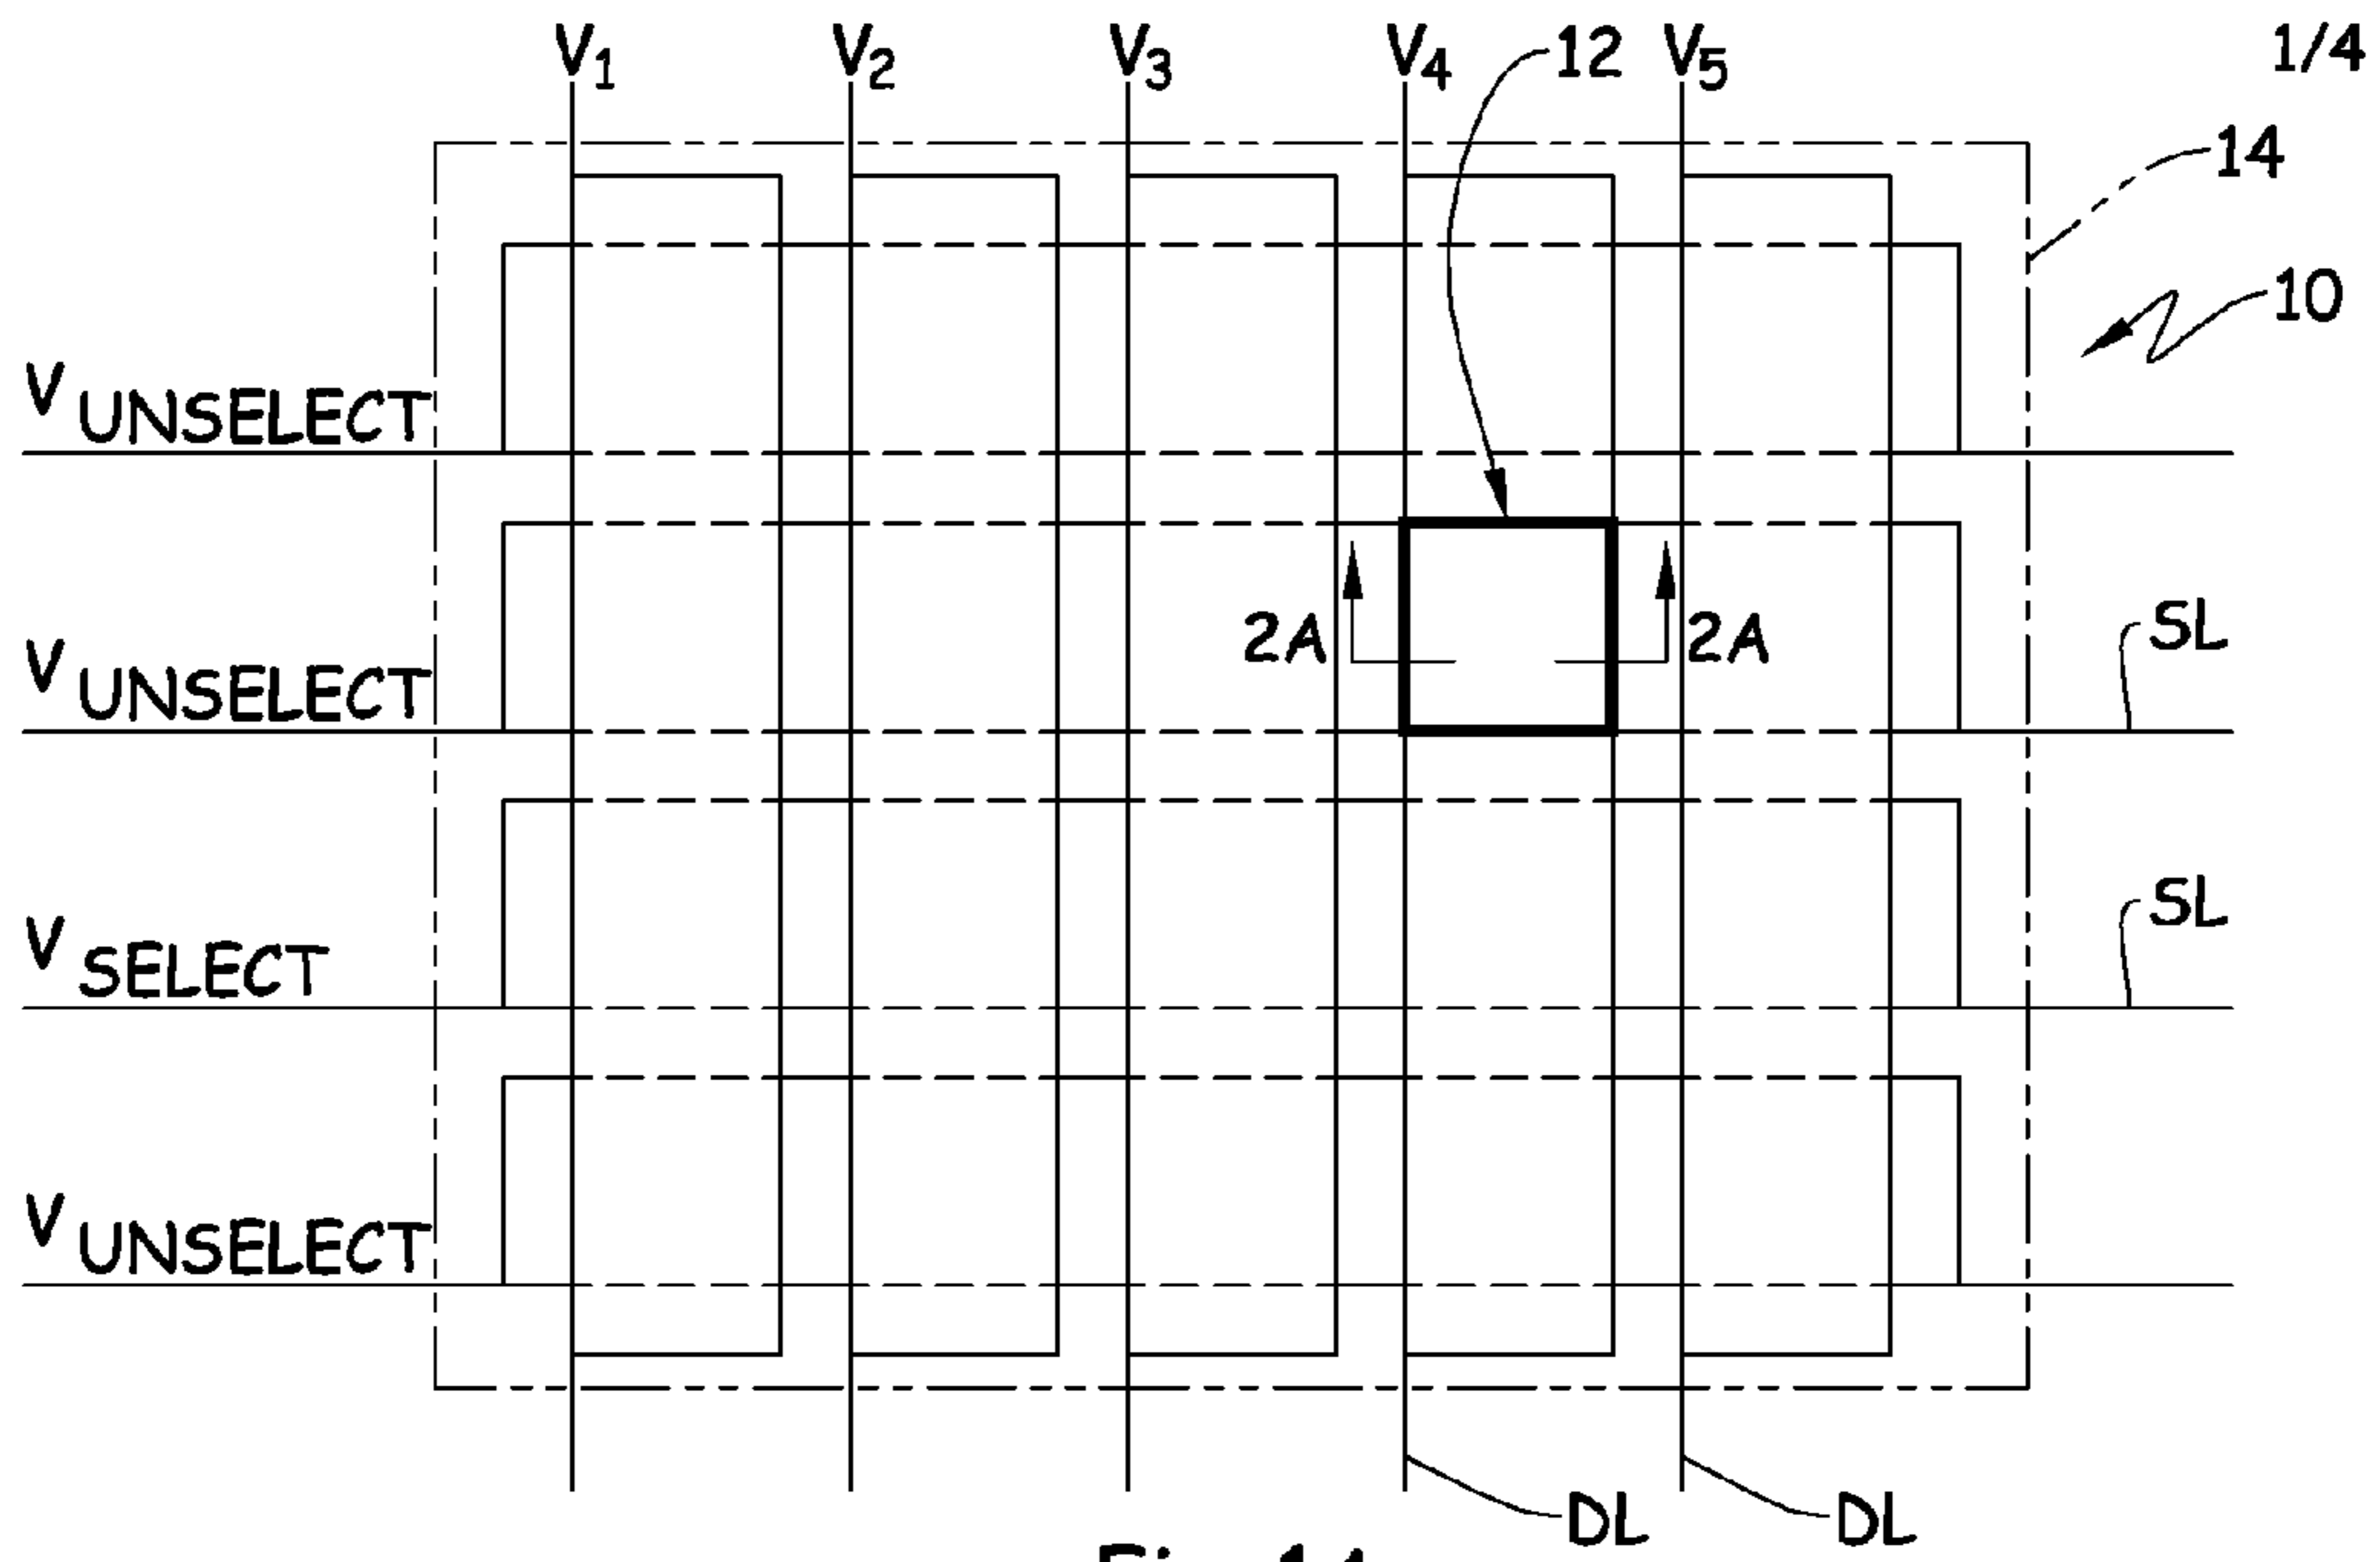 V1 V2 V3 V4 12 V5 1/4
14
10
VUNSELECT
2A 2A SL
VUNSELECT
SL
VSELECT
VUNSELECT
DL DL